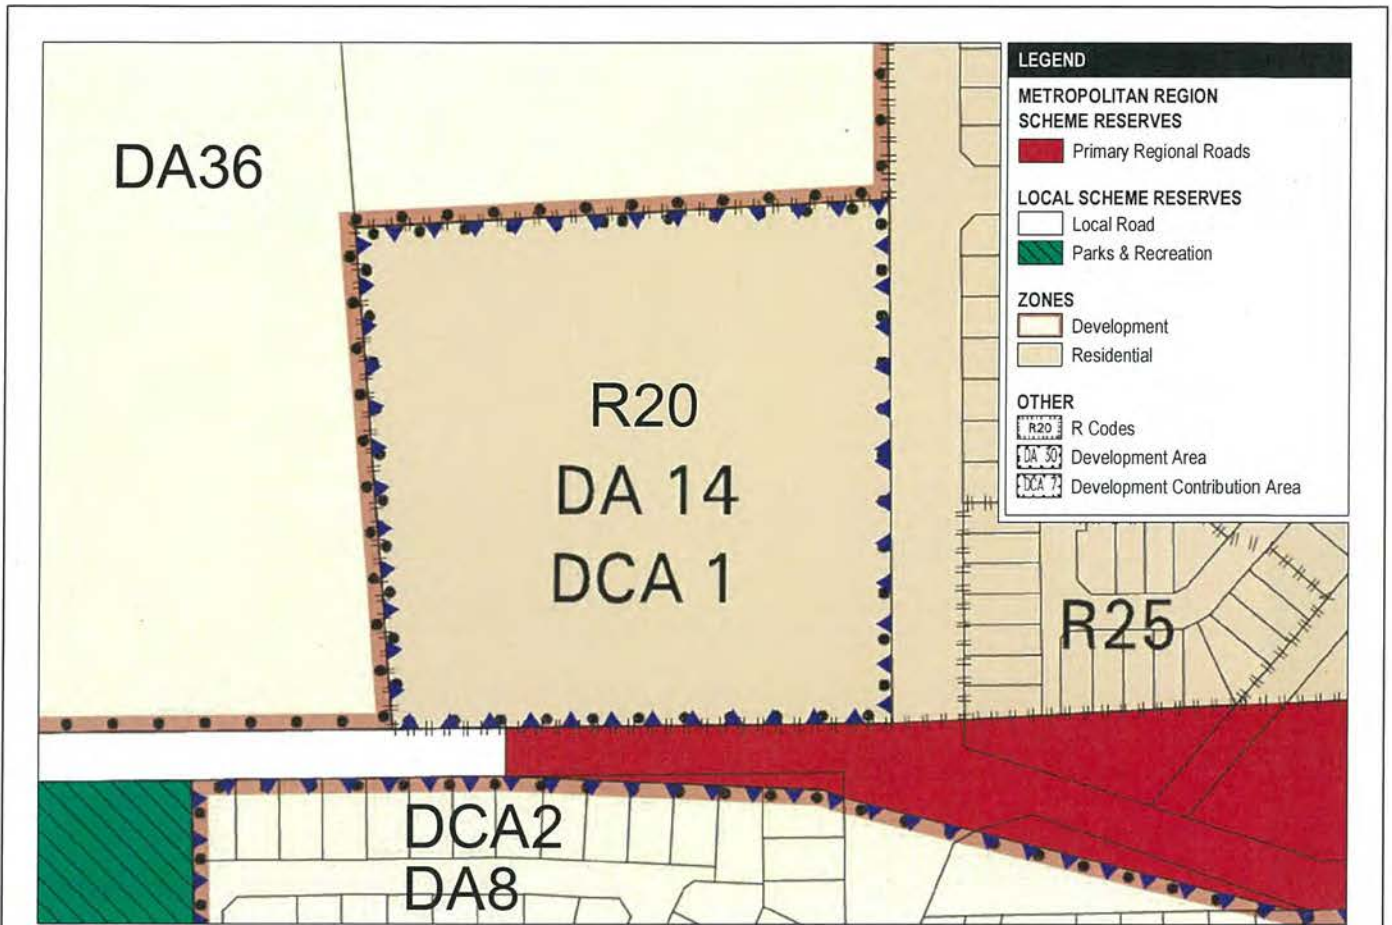 DA36
R20
DA 14
DCA 1
R25
DCA2
DA8
LEGEND
METROPOLITAN REGION
SCHEME RESERVES
Primary Regional Roads
LOCAL SCHEME RESERVES
Local Road
Parks & Recreation
ZONES
Development
Residential
OTHER
R20 R Codes
DA 30 Development Area
DCA 7 Development Contribution Area